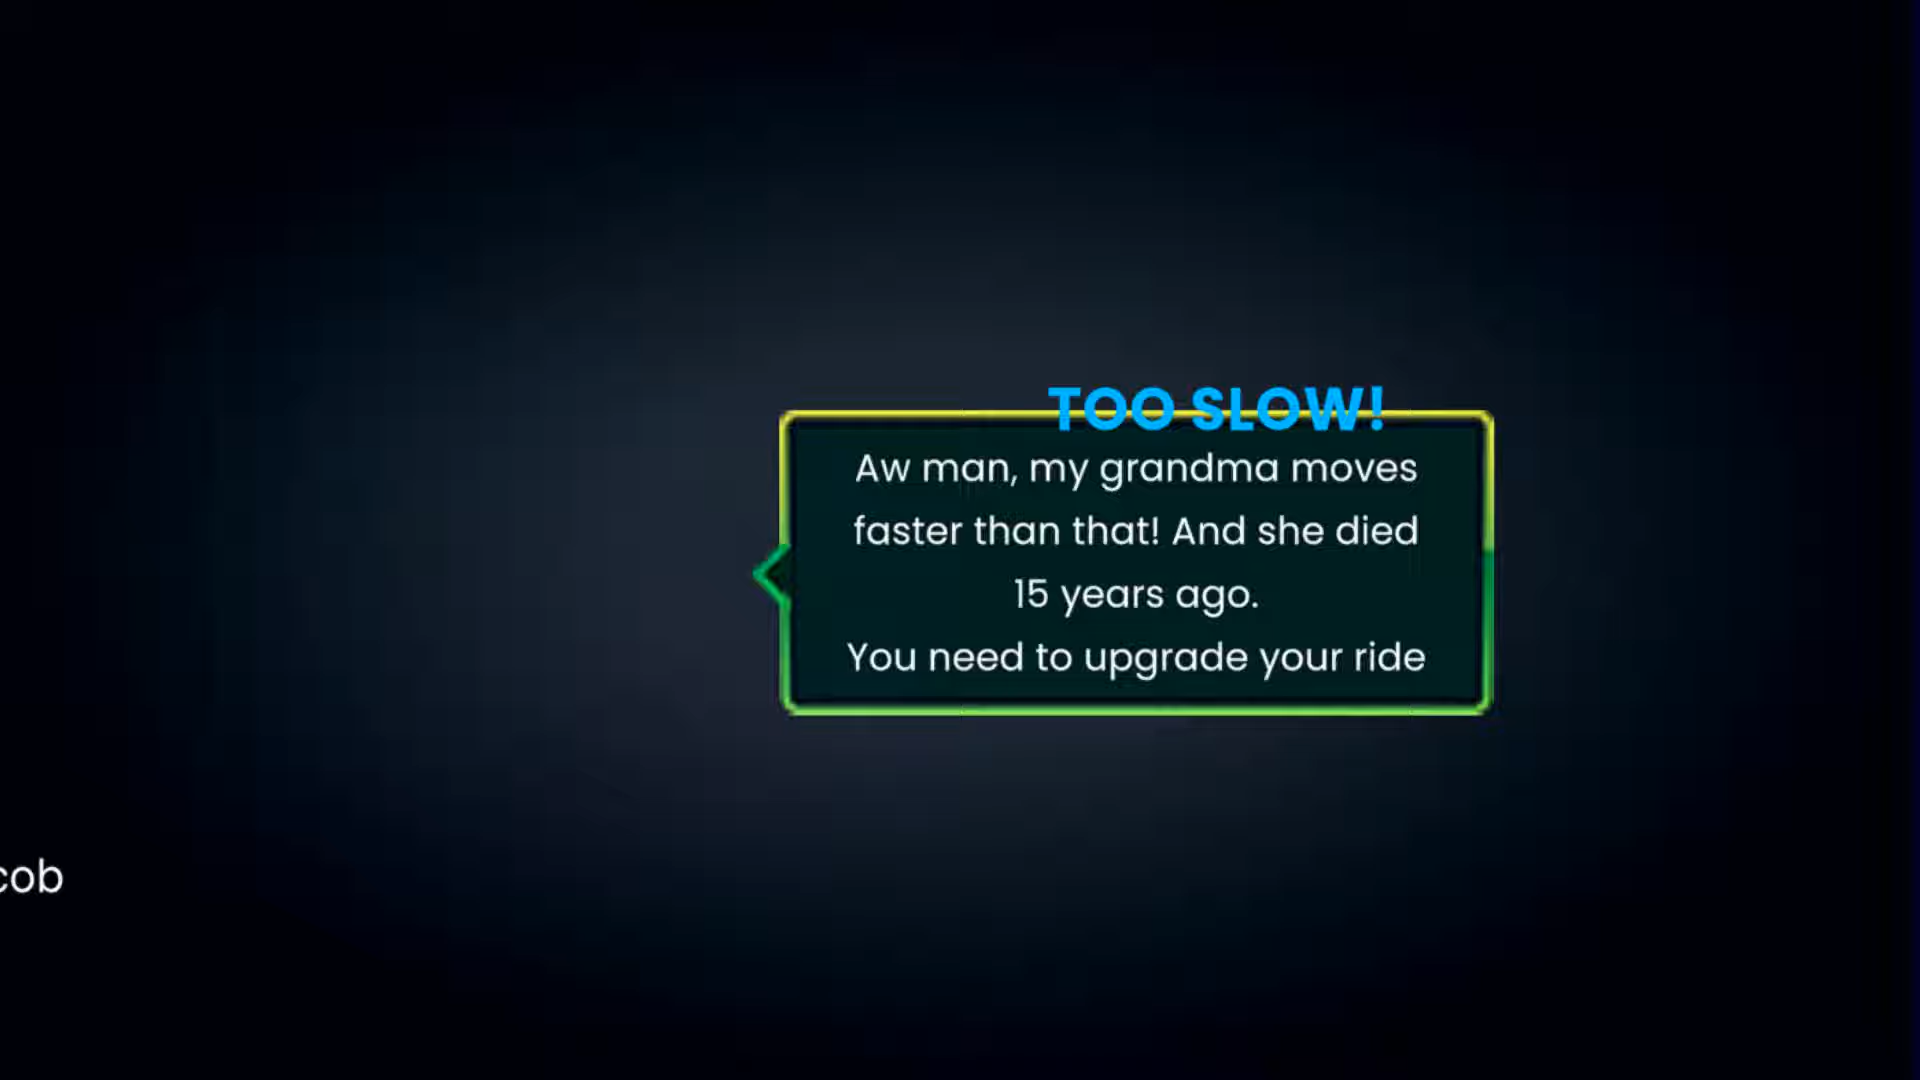 TOO SLOW!
Aw man, my grandma moves
faster than that! And she died
15 years ago.
You need to upgrade your ride
cob